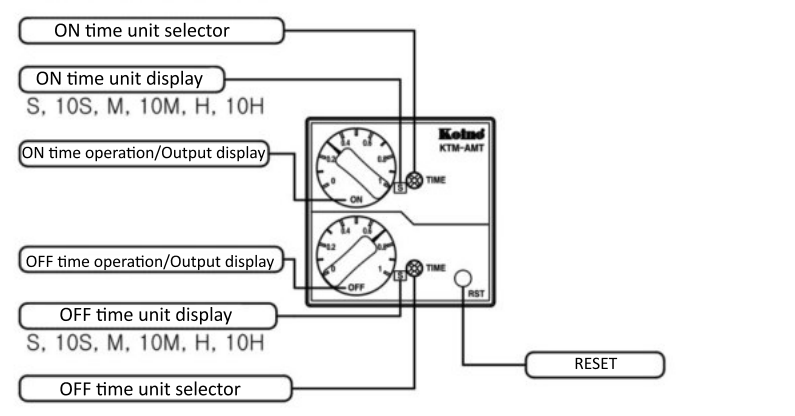 ON time unit selector
ON time unit display
S, 10S, M, 10M, H, 10H
ON time operation/Output display
Koino
KTM-AMT
0 0.2 0.4 0.6 0.8 1
S
TIME
ON
OFF time operation/Output display
0 0.2 0.4 0.6 0.8 1
S
TIME
OFF
RST
OFF time unit display
S, 10S, M, 10M, H, 10H
RESET
OFF time unit selector